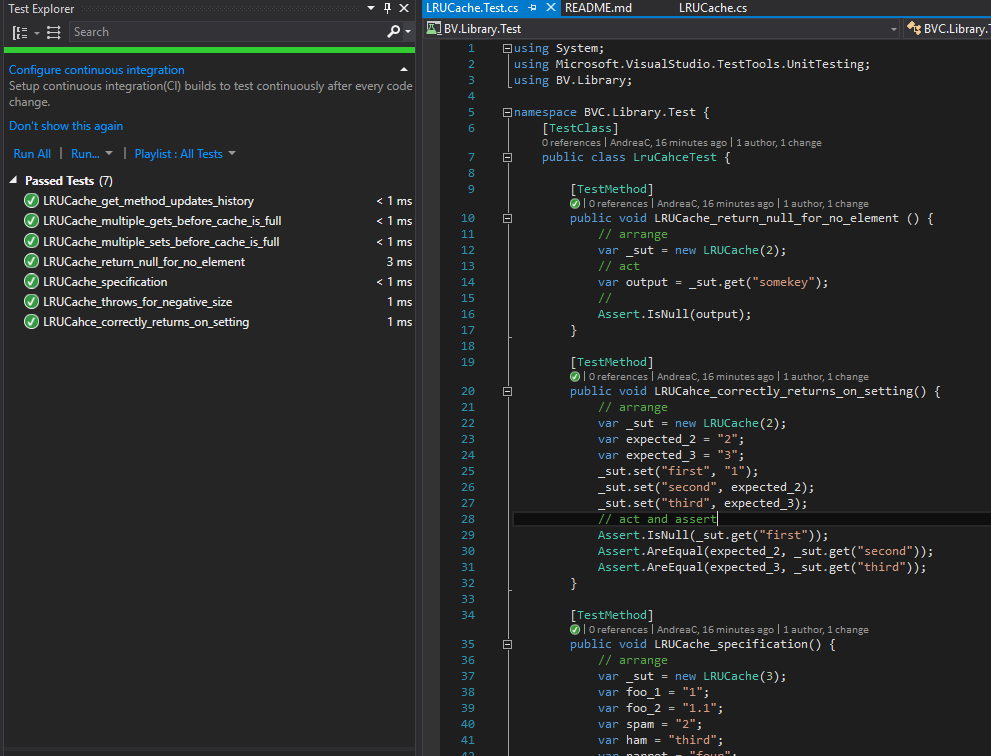 Test Explorer
Search
Configure continuous integration
Setup continuous integration(CI) builds to test continuously after every code
change.
Don't show this again
Run All | Run... | Playlist : All Tests
Passed Tests (7)
LRUCache_get_method_updates_history < 1 ms
LRUCache_multiple_gets_before_cache_is_full < 1 ms
LRUCache_multiple_sets_before_cache_is_full < 1 ms
LRUCache_return_null_for_no_element 3 ms
LRUCache_specification < 1 ms
LRUCache_throws_for_negative_size 1 ms
LRUCahce_correctly_returns_on_setting 1 ms
LRUCache.Test.cs README.md LRUCache.cs
BV.Library.Test BVC.Library.T
1 using System;
2 using Microsoft.VisualStudio.TestTools.UnitTesting;
3 using BV.Library;
4
5 namespace BVC.Library.Test {
6 [TestClass]
0 references | AndreaC, 16 minutes ago | 1 author, 1 change
7 public class LruCahceTest {
8
9 [TestMethod]
| 0 references | AndreaC, 16 minutes ago | 1 author, 1 change
10 public void LRUCache_return_null_for_no_element () {
11 // arrange
12 var _sut = new LRUCache(2);
13 // act
14 var output = _sut.get("somekey");
15 //
16 Assert.IsNull(output);
17 }
18
19 [TestMethod]
| 0 references | AndreaC, 16 minutes ago | 1 author, 1 change
20 public void LRUCahce_correctly_returns_on_setting() {
21 // arrange
22 var _sut = new LRUCache(2);
23 var expected_2 = "2";
24 var expected_3 = "3";
25 _sut.set("first", "1");
26 _sut.set("second", expected_2);
27 _sut.set("third", expected_3);
28 // act and assert
29 Assert.IsNull(_sut.get("first"));
30 Assert.AreEqual(expected_2, _sut.get("second"));
31 Assert.AreEqual(expected_3, _sut.get("third"));
32 }
33
34 [TestMethod]
| 0 references | AndreaC, 16 minutes ago | 1 author, 1 change
35 public void LRUCache_specification() {
36 // arrange
37 var _sut = new LRUCache(3);
38 var foo_1 = "1";
39 var foo_2 = "1.1";
40 var spam = "2";
41 var ham = "third";